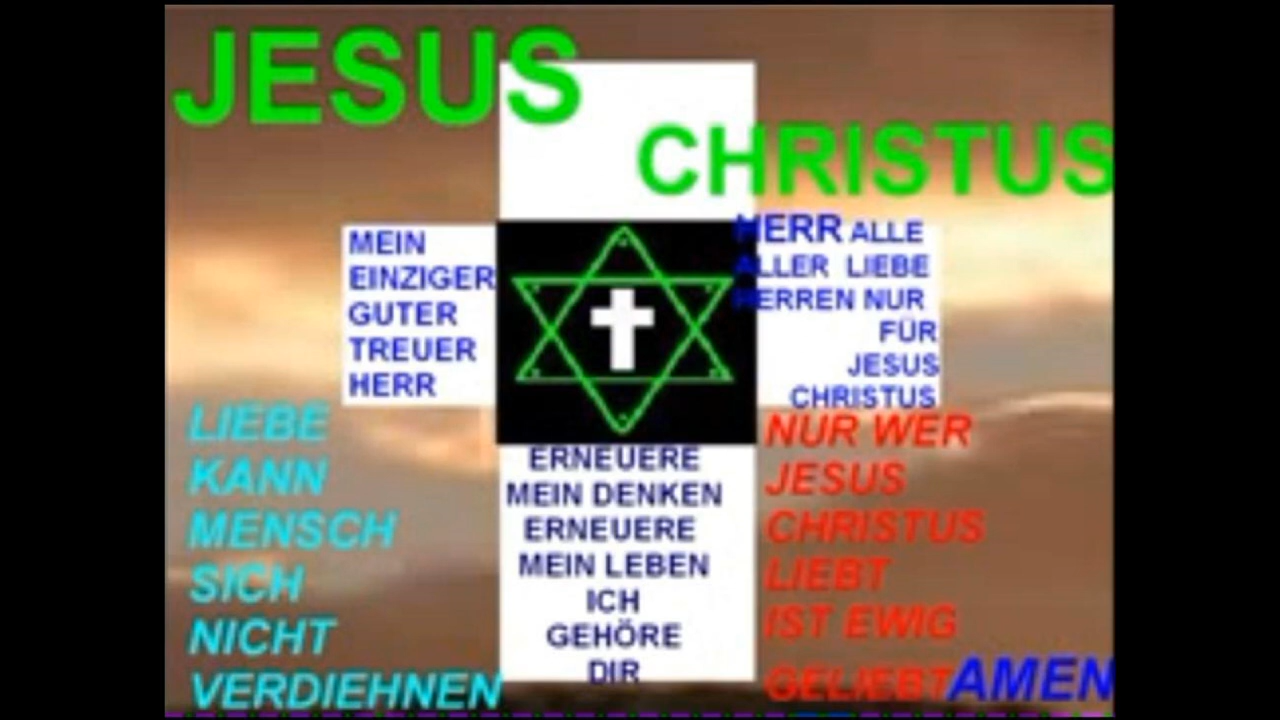 JESUS
CHRISTUS
MEIN
EINZIGER
GUTER
TREUER
HERR
HERR ALLE
ALLER LIEBE
HERREN NUR
FÜR
JESUS
CHRISTUS
LIEBE
KANN
MENSCH
SICH
NICHT
VERDIEHNEN
ERNEUERE
MEIN DENKEN
ERNEUERE
MEIN LEBEN
ICH
GEHÖRE
DIR
NUR WER
JESUS
CHRISTUS
LIEBT
IST EWIG
GELIEBT AMEN